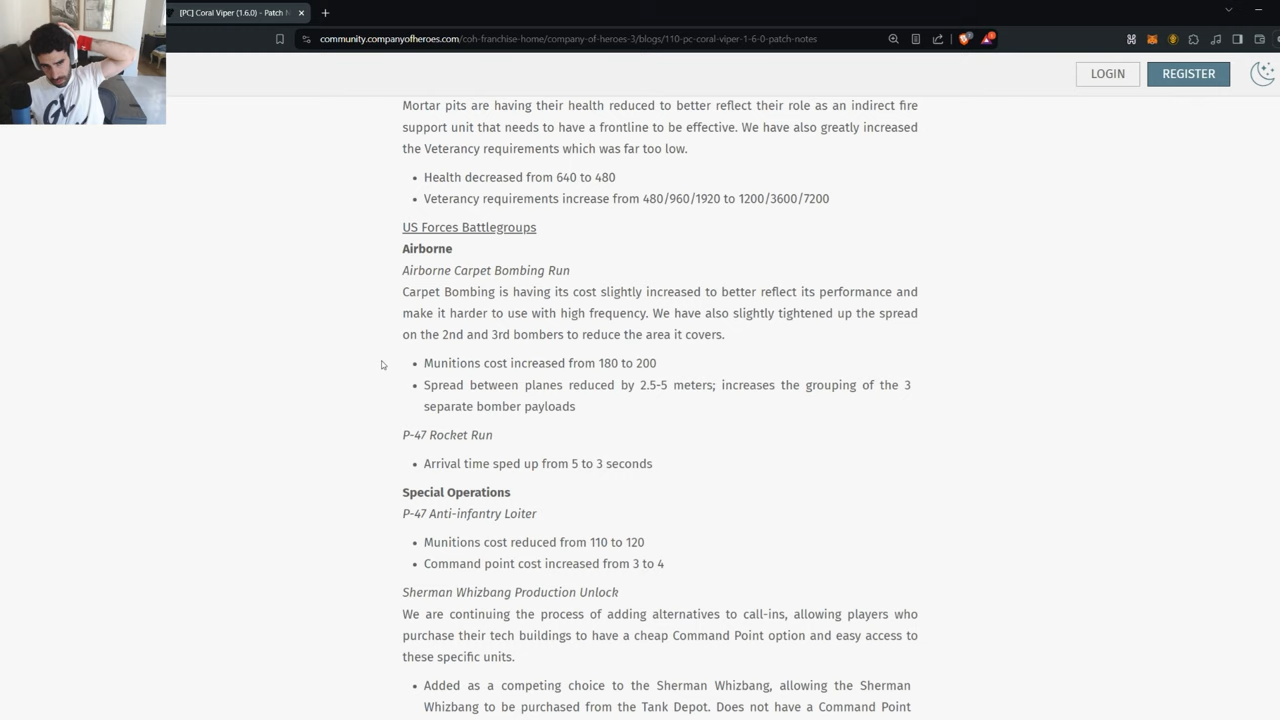 [PC] Coral Viper (1.6.0) - Patch N
community.companyofheroes.com/coh-franchise-home/company-of-heroes-3/blogs/110-pc-coral-viper-1-6-0-patch-notes
LOGIN
REGISTER
Mortar pits are having their health reduced to better reflect their role as an indirect fire
support unit that needs to have a frontline to be effective. We have also greatly increased
the Veterancy requirements which was far too low.
• Health decreased from 640 to 480
• Veterancy requirements increase from 480/960/1920 to 1200/3600/7200
US Forces Battlegroups
Airborne
Airborne Carpet Bombing Run
Carpet Bombing is having its cost slightly increased to better reflect its performance and
make it harder to use with high frequency. We have also slightly tightened up the spread
on the 2nd and 3rd bombers to reduce the area it covers.
• Munitions cost increased from 180 to 200
• Spread between planes reduced by 2.5-5 meters; increases the grouping of the 3
separate bomber payloads
P-47 Rocket Run
• Arrival time sped up from 5 to 3 seconds
Special Operations
P-47 Anti-infantry Loiter
• Munitions cost reduced from 110 to 120
• Command point cost increased from 3 to 4
Sherman Whizbang Production Unlock
We are continuing the process of adding alternatives to call-ins, allowing players who
purchase their tech buildings to have a cheap Command Point option and easy access to
these specific units.
• Added as a competing choice to the Sherman Whizbang, allowing the Sherman
Whizbang to be purchased from the Tank Depot. Does not have a Command Point